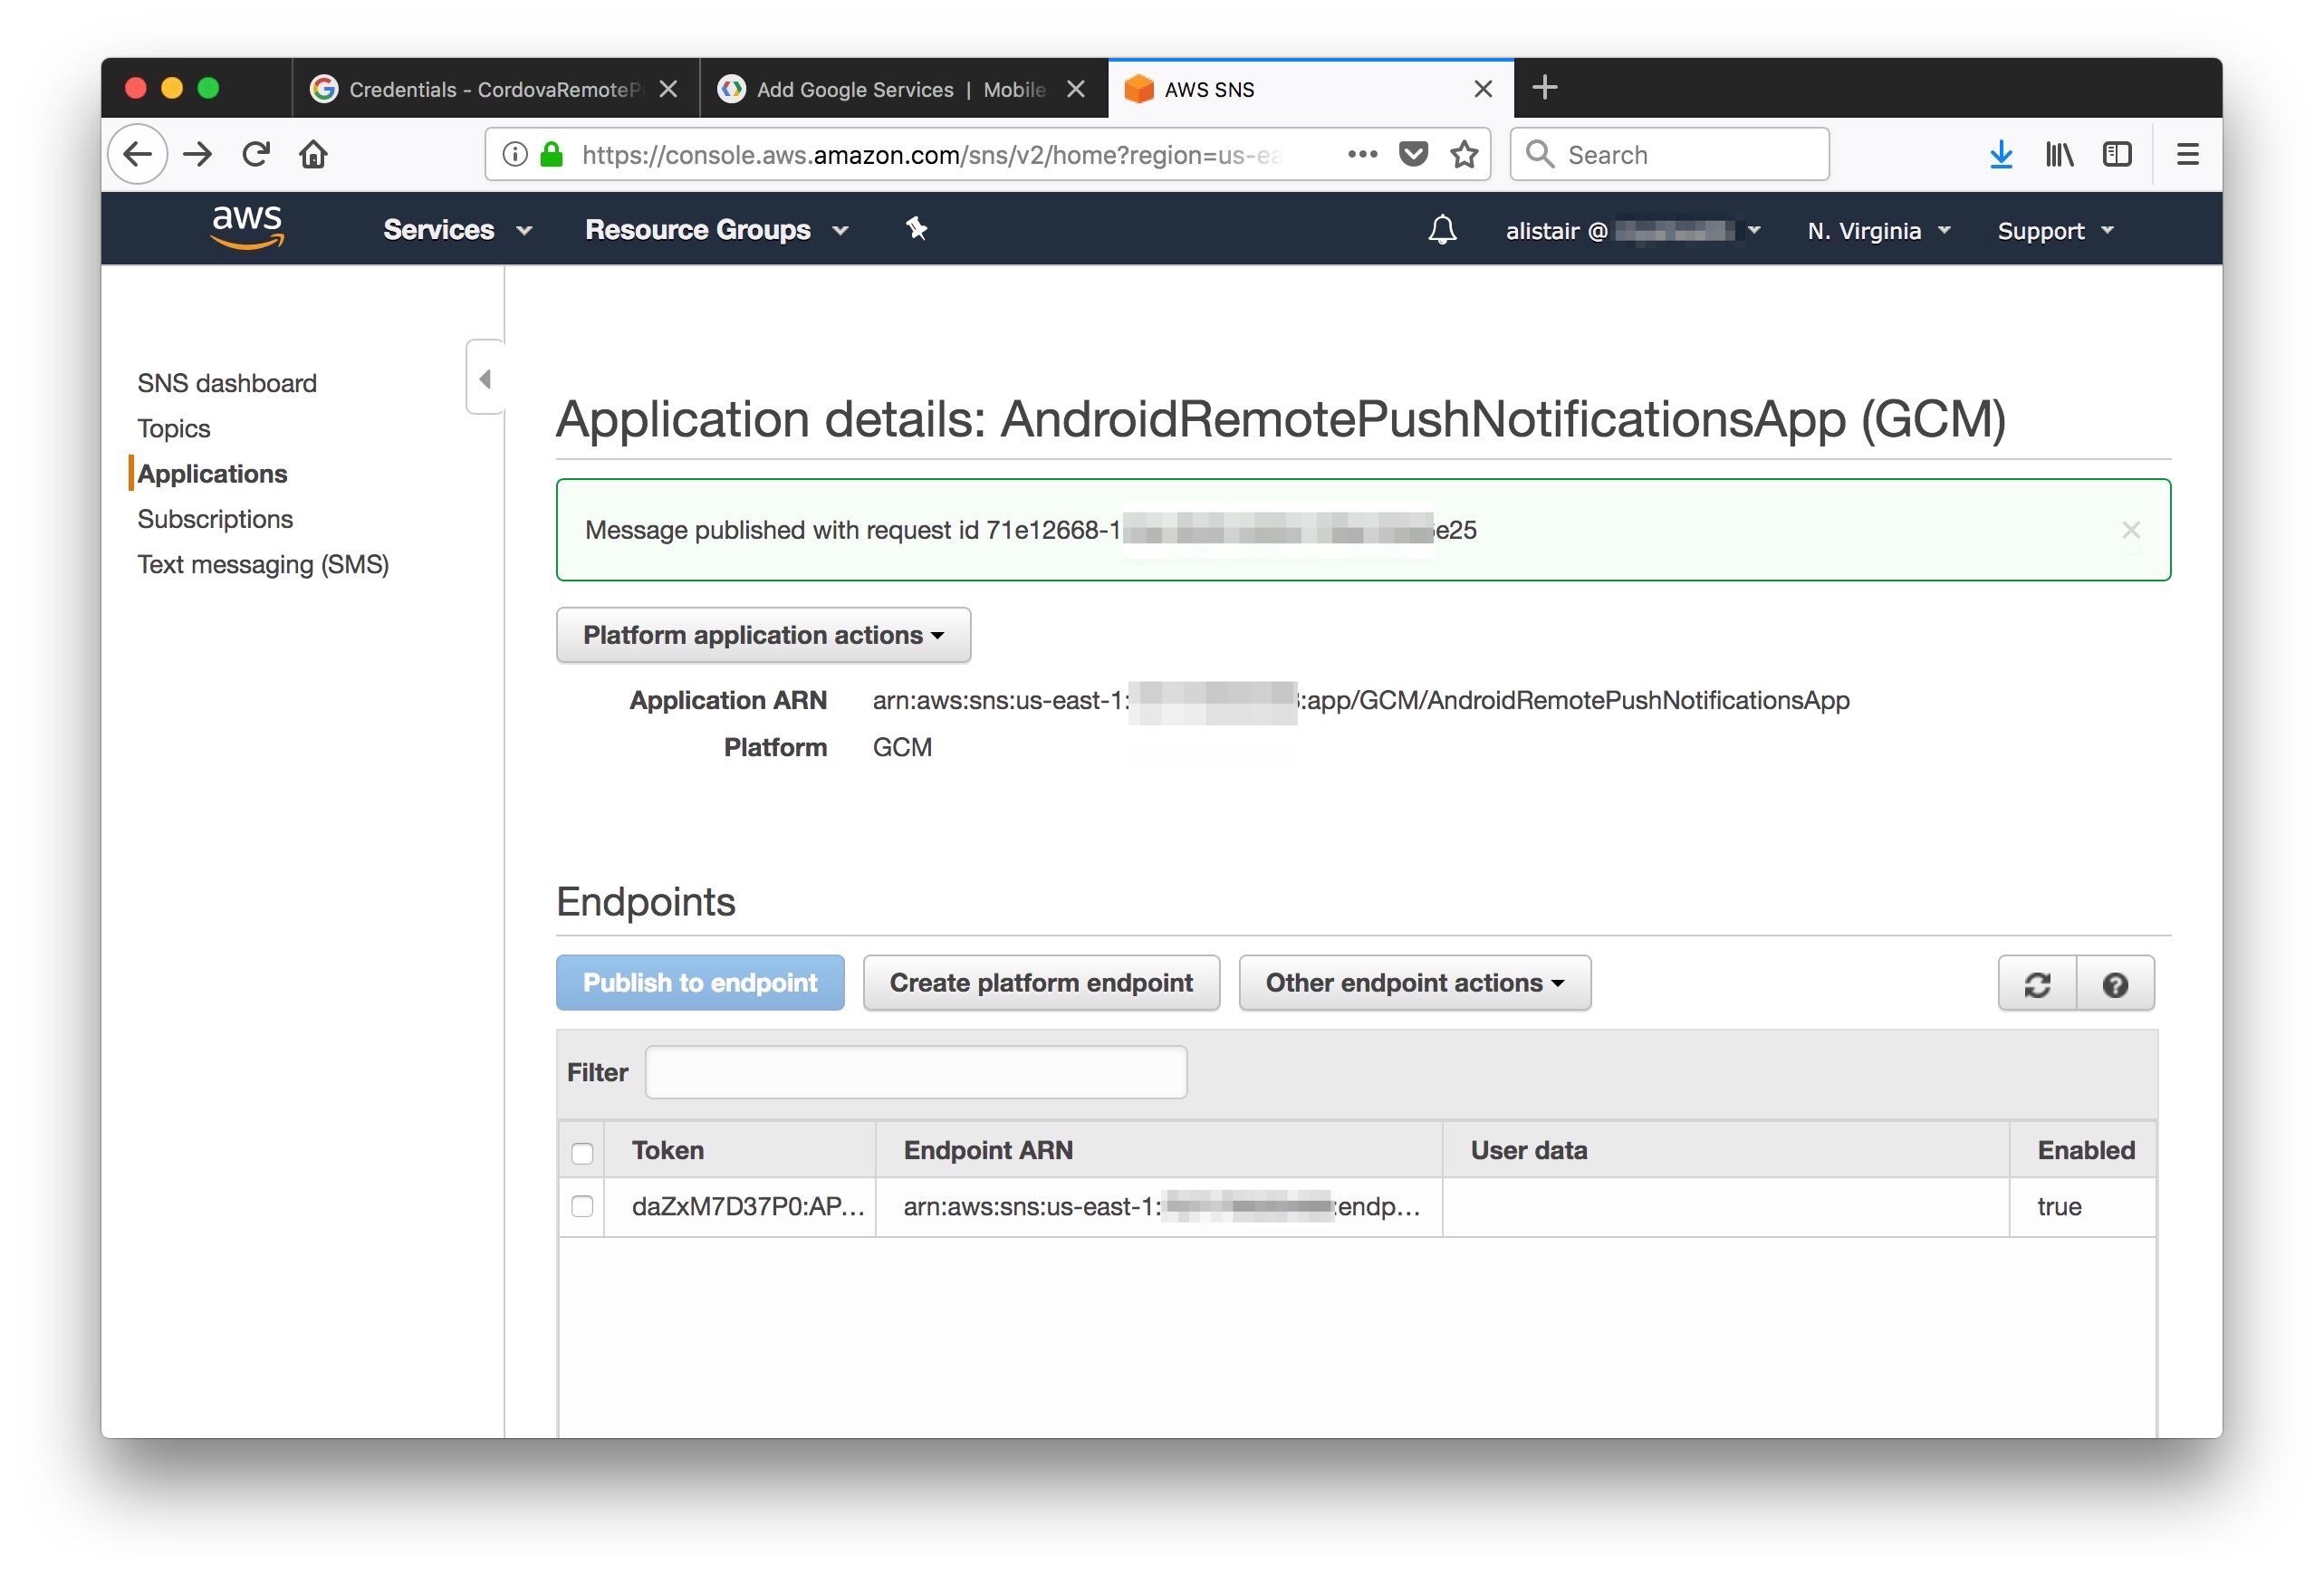 Credentials - CordovaRemoteP
Add Google Services | Mobile
AWS SNS
https://console.aws.amazon.com/sns/v2/home?region=us-ea
Search
aws
Services
Resource Groups
alistair @
N. Virginia
Support
SNS dashboard
Topics
Applications
Subscriptions
Text messaging (SMS)
Application details: AndroidRemotePushNotificationsApp (GCM)
Message published with request id 71e12668-1 e25
Platform application actions
Application ARN arn:aws:sns:us-east-1: :app/GCM/AndroidRemotePushNotificationsApp
Platform GCM
Endpoints
Publish to endpoint
Create platform endpoint
Other endpoint actions
Filter
Token Endpoint ARN User data Enabled
daZxM7D37P0:AP... arn:aws:sns:us-east-1: :endp... true